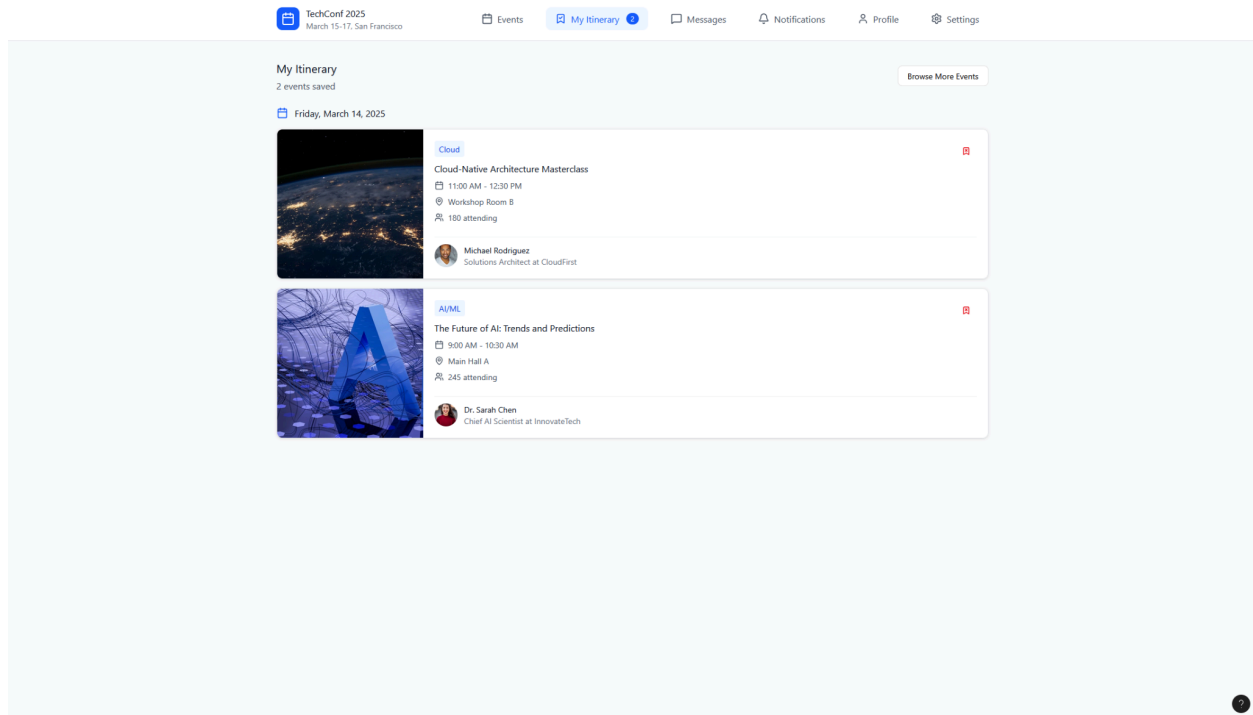 TechConf 2025
March 15-17, San Francisco
Events
My Itinerary 2
Messages
Notifications
Profile
Settings
My Itinerary
2 events saved
Browse More Events
Friday, March 14, 2025
Cloud
Cloud-Native Architecture Masterclass
11:00 AM - 12:30 PM
Workshop Room B
180 attending
Michael Rodriguez
Solutions Architect at CloudFirst
AI/ML
The Future of AI: Trends and Predictions
9:00 AM - 10:30 AM
Main Hall A
245 attending
Dr. Sarah Chen
Chief AI Scientist at InnovateTech
?